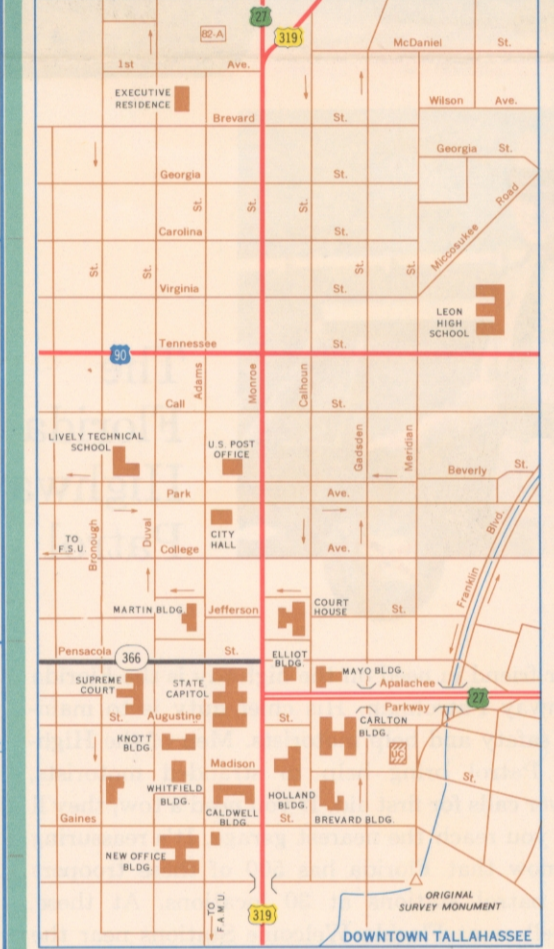 27
82-A
319
McDaniel St.
1st Ave.
EXECUTIVE
RESIDENCE
Wilson Ave.
Brevard St.
Georgia St.
Georgia St.
St. St. St.
Miccosukee Road
Carolina St.
St. St. St. St.
Virginia St.
LEON
HIGH
SCHOOL
Tennessee St.
90
Adams
Monroe
Calhoun
Call St.
Gadsden
Meridian
LIVELY TECHNICAL
SCHOOL
U.S. POST
OFFICE
Beverly St.
Park Ave.
CITY
HALL
TO
F.S.U.
Bronough
Duval
College Ave.
Franklin Blvd.
MARTIN BLDG.
Jefferson St.
COURT
HOUSE
Pensacola St.
366
ELLIOT
BLDG.
MAYO BLDG.
SUPREME
COURT
STATE
CAPITOL
Apalachee
27
Parkway
St. Augustine St.
CARLTON
BLDG.
KNOTT
BLDG.
UC
Madison
St.
WHITFIELD
BLDG.
HOLLAND
BLDG.
CALDWELL
BLDG.
BREVARD BLDG.
Gaines St.
NEW OFFICE
BLDG.
TO
F.A.M.U.
319
ORIGINAL
SURVEY MONUMENT
DOWNTOWN TALLAHASSEE